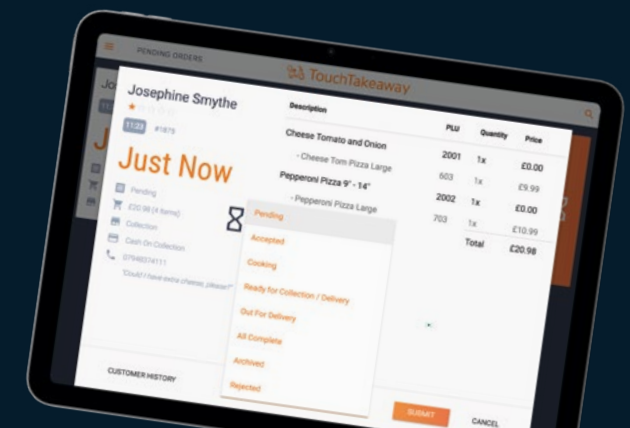 PENDING ORDERS
TouchTakeaway
Josephine Smythe
11:23 #1879
Just Now
Pending
£20.98 (4 items)
Collection
Cash On Collection
07948374111
"Could I have extra cheese, please?"
Description PLU Quantity Price
Cheese Tomato and Onion 2001 1x £0.00
- Cheese Tom Pizza Large 603 1x £9.99
Pepperoni Pizza 9" - 14" 2002 1x £0.00
- Pepperoni Pizza Large 703 1x £10.99
Total £20.98
Pending
Accepted
Cooking
Ready for Collection / Delivery
Out For Delivery
All Complete
Archived
Rejected
CUSTOMER HISTORY
SUBMIT
CANCEL